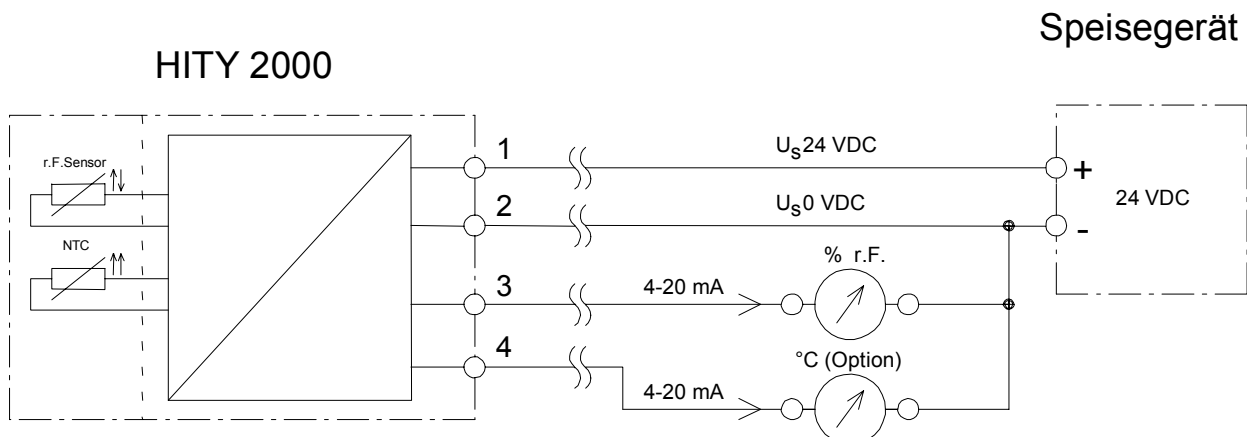 Speisegerät
HITY 2000
r.F.Sensor
NTC
1
2
3
4
Us24 VDC
Us0 VDC
+
-
24 VDC
% r.F.
4-20 mA
°C (Option)
4-20 mA